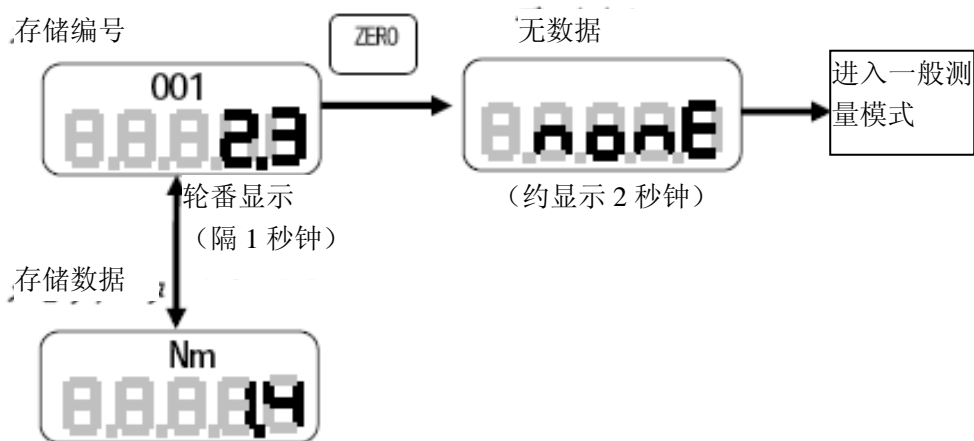 存储编号
ZERO
无数据
001
2.3
nonE
进入一般测
量模式
轮番显示
（隔 1 秒钟）
（约显示 2 秒钟）
存储数据
Nm
1.4